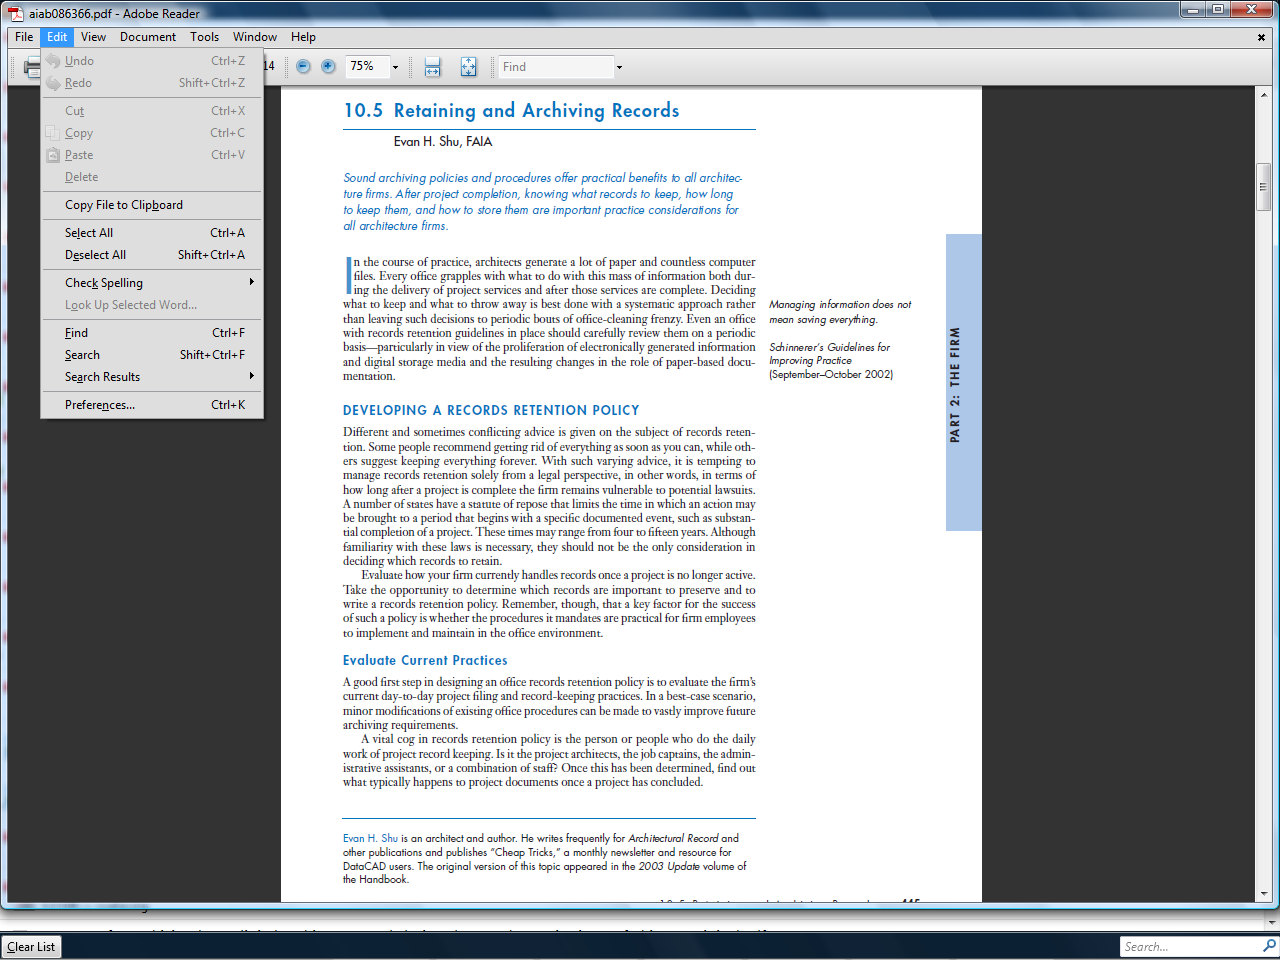 aiab086366.pdf - Adobe Reader
File Edit View Document Tools Window Help
14 75% Find
Undo Ctrl+Z
Redo Shift+Ctrl+Z
Cut Ctrl+X
Copy Ctrl+C
Paste Ctrl+V
Delete
Copy File to Clipboard
Select All Ctrl+A
Deselect All Shift+Ctrl+A
Check Spelling
Look Up Selected Word...
Find Ctrl+F
Search Shift+Ctrl+F
Search Results
Preferences... Ctrl+K
10.5 Retaining and Archiving Records
Evan H. Shu, FAIA
Sound archiving policies and procedures offer practical benefits to all architec-
ture firms. After project completion, knowing what records to keep, how long
to keep them, and how to store them are important practice considerations for
all architecture firms.
In the course of practice, architects generate a lot of paper and countless computer
files. Every office grapples with what to do with this mass of information both dur-
ing the delivery of project services and after those services are complete. Deciding
what to keep and what to throw away is best done with a systematic approach rather
than leaving such decisions to periodic bouts of office-cleaning frenzy. Even an office
with records retention guidelines in place should carefully review them on a periodic
basis—particularly in view of the proliferation of electronically generated information
and digital storage media and the resulting changes in the role of paper-based docu-
mentation.
Managing information does not
mean saving everything.
Schinnerer's Guidelines for
Improving Practice
(September–October 2002)
PART 2: THE FIRM
DEVELOPING A RECORDS RETENTION POLICY
Different and sometimes conflicting advice is given on the subject of records reten-
tion. Some people recommend getting rid of everything as soon as you can, while oth-
ers suggest keeping everything forever. With such varying advice, it is tempting to
manage records retention solely from a legal perspective, in other words, in terms of
how long after a project is complete the firm remains vulnerable to potential lawsuits.
A number of states have a statute of repose that limits the time in which an action may
be brought to a period that begins with a specific documented event, such as substan-
tial completion of a project. These times may range from four to fifteen years. Although
familiarity with these laws is necessary, they should not be the only consideration in
deciding which records to retain.
Evaluate how your firm currently handles records once a project is no longer active.
Take the opportunity to determine which records are important to preserve and to
write a records retention policy. Remember, though, that a key factor for the success
of such a policy is whether the procedures it mandates are practical for firm employees
to implement and maintain in the office environment.
Evaluate Current Practices
A good first step in designing an office records retention policy is to evaluate the firm's
current day-to-day project filing and record-keeping practices. In a best-case scenario,
minor modifications of existing office procedures can be made to vastly improve future
archiving requirements.
A vital cog in records retention policy is the person or people who do the daily
work of project record keeping. Is it the project architects, the job captains, the admin-
istrative assistants, or a combination of staff? Once this has been determined, find out
what typically happens to project documents once a project has concluded.
Evan H. Shu is an architect and author. He writes frequently for Architectural Record and
other publications and publishes "Cheap Tricks," a monthly newsletter and resource for
DataCAD users. The original version of this topic appeared in the 2003 Update volume of
the Handbook.
Clear List
Search...